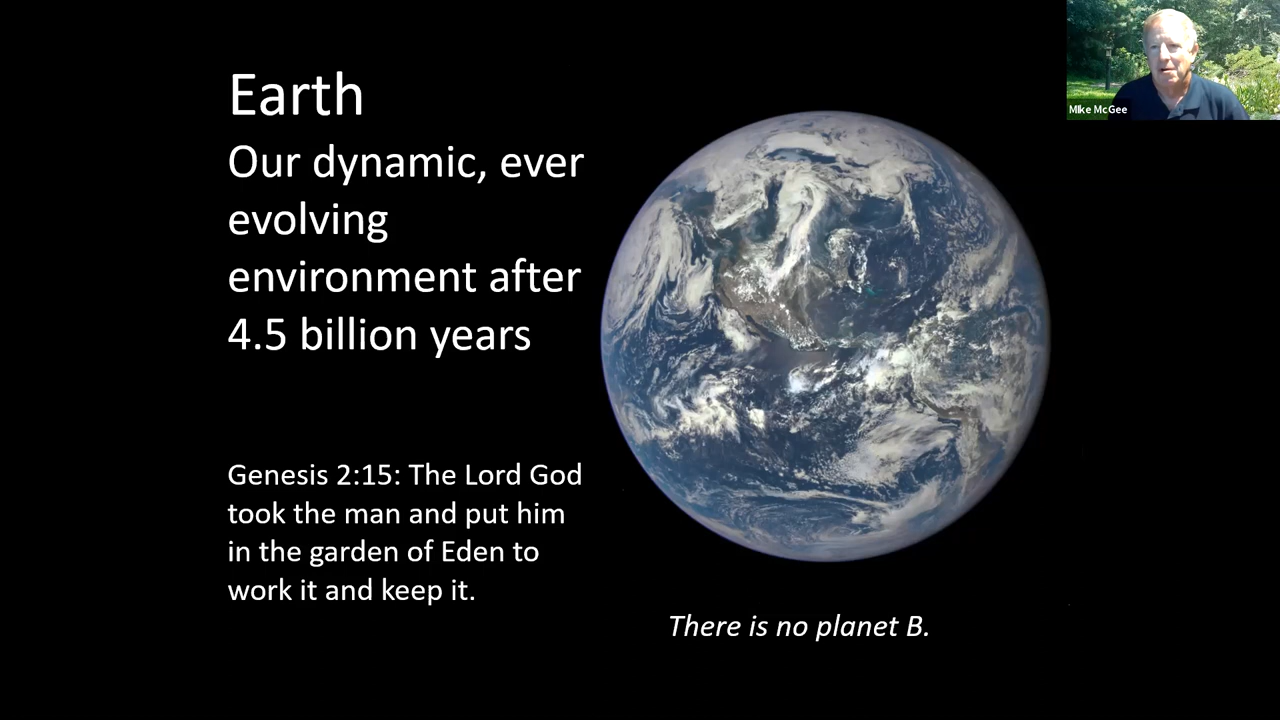 Earth
Our dynamic, ever
evolving
environment after
4.5 billion years
Genesis 2:15: The Lord God
took the man and put him
in the garden of Eden to
work it and keep it.
There is no planet B.
Mike McGee